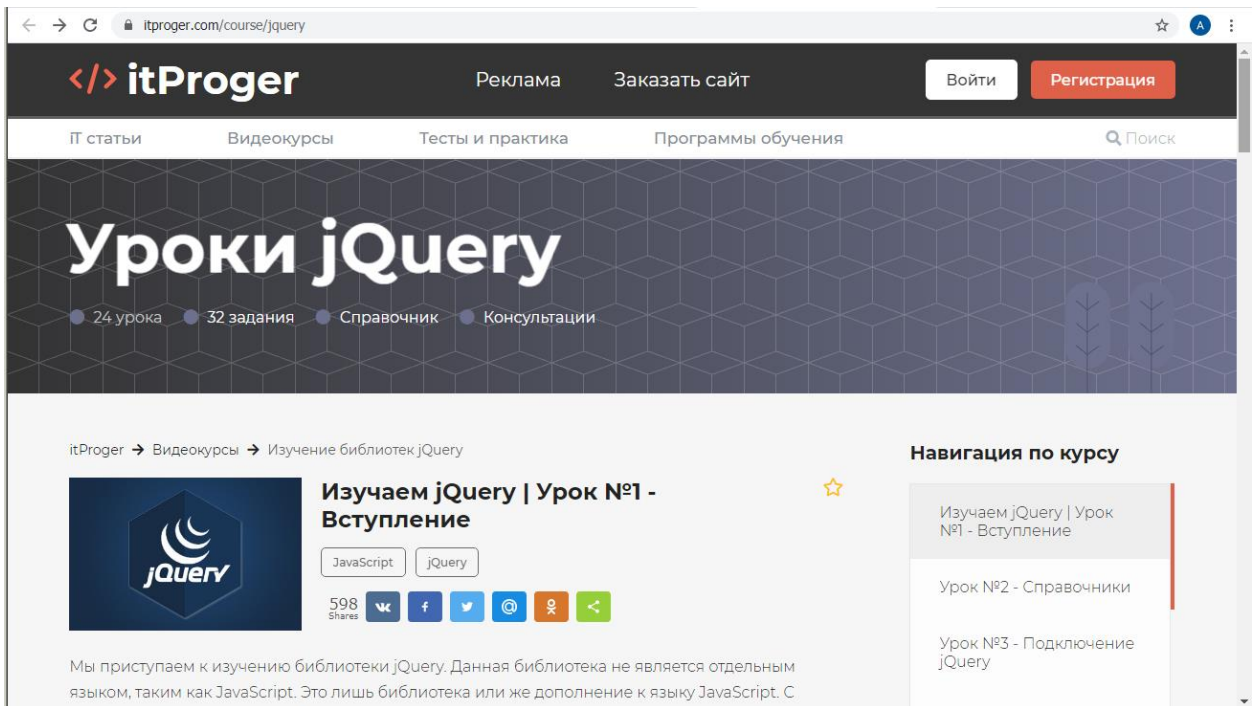 itproger.com/course/jquery
A
</> itProger
Реклама
Заказать сайт
Войти
Регистрация
iT статьи
Видеокурсы
Тесты и практика
Программы обучения
Поиск
Уроки jQuery
24 урока
32 задания
Справочник
Консультации
itProger → Видеокурсы → Изучение библиотек jQuery
jQuery
Изучаем jQuery | Урок №1 -
Вступление
JavaScript
jQuery
598
Shares
Мы приступаем к изучению библиотеки jQuery. Данная библиотека не является отдельным
языком, таким как JavaScript. Это лишь библиотека или же дополнение к языку JavaScript. С
Навигация по курсу
Изучаем jQuery | Урок
№1 - Вступление
Урок №2 - Справочники
Урок №3 - Подключение
jQuery